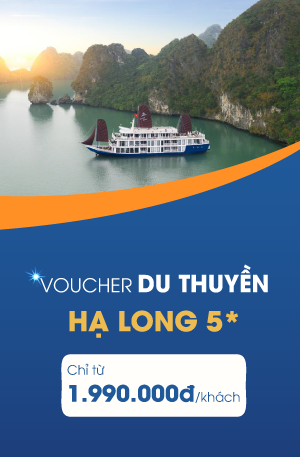 VOUCHER DU THUYỀN
HẠ LONG 5*
Chỉ từ
1.990.000đ/khách